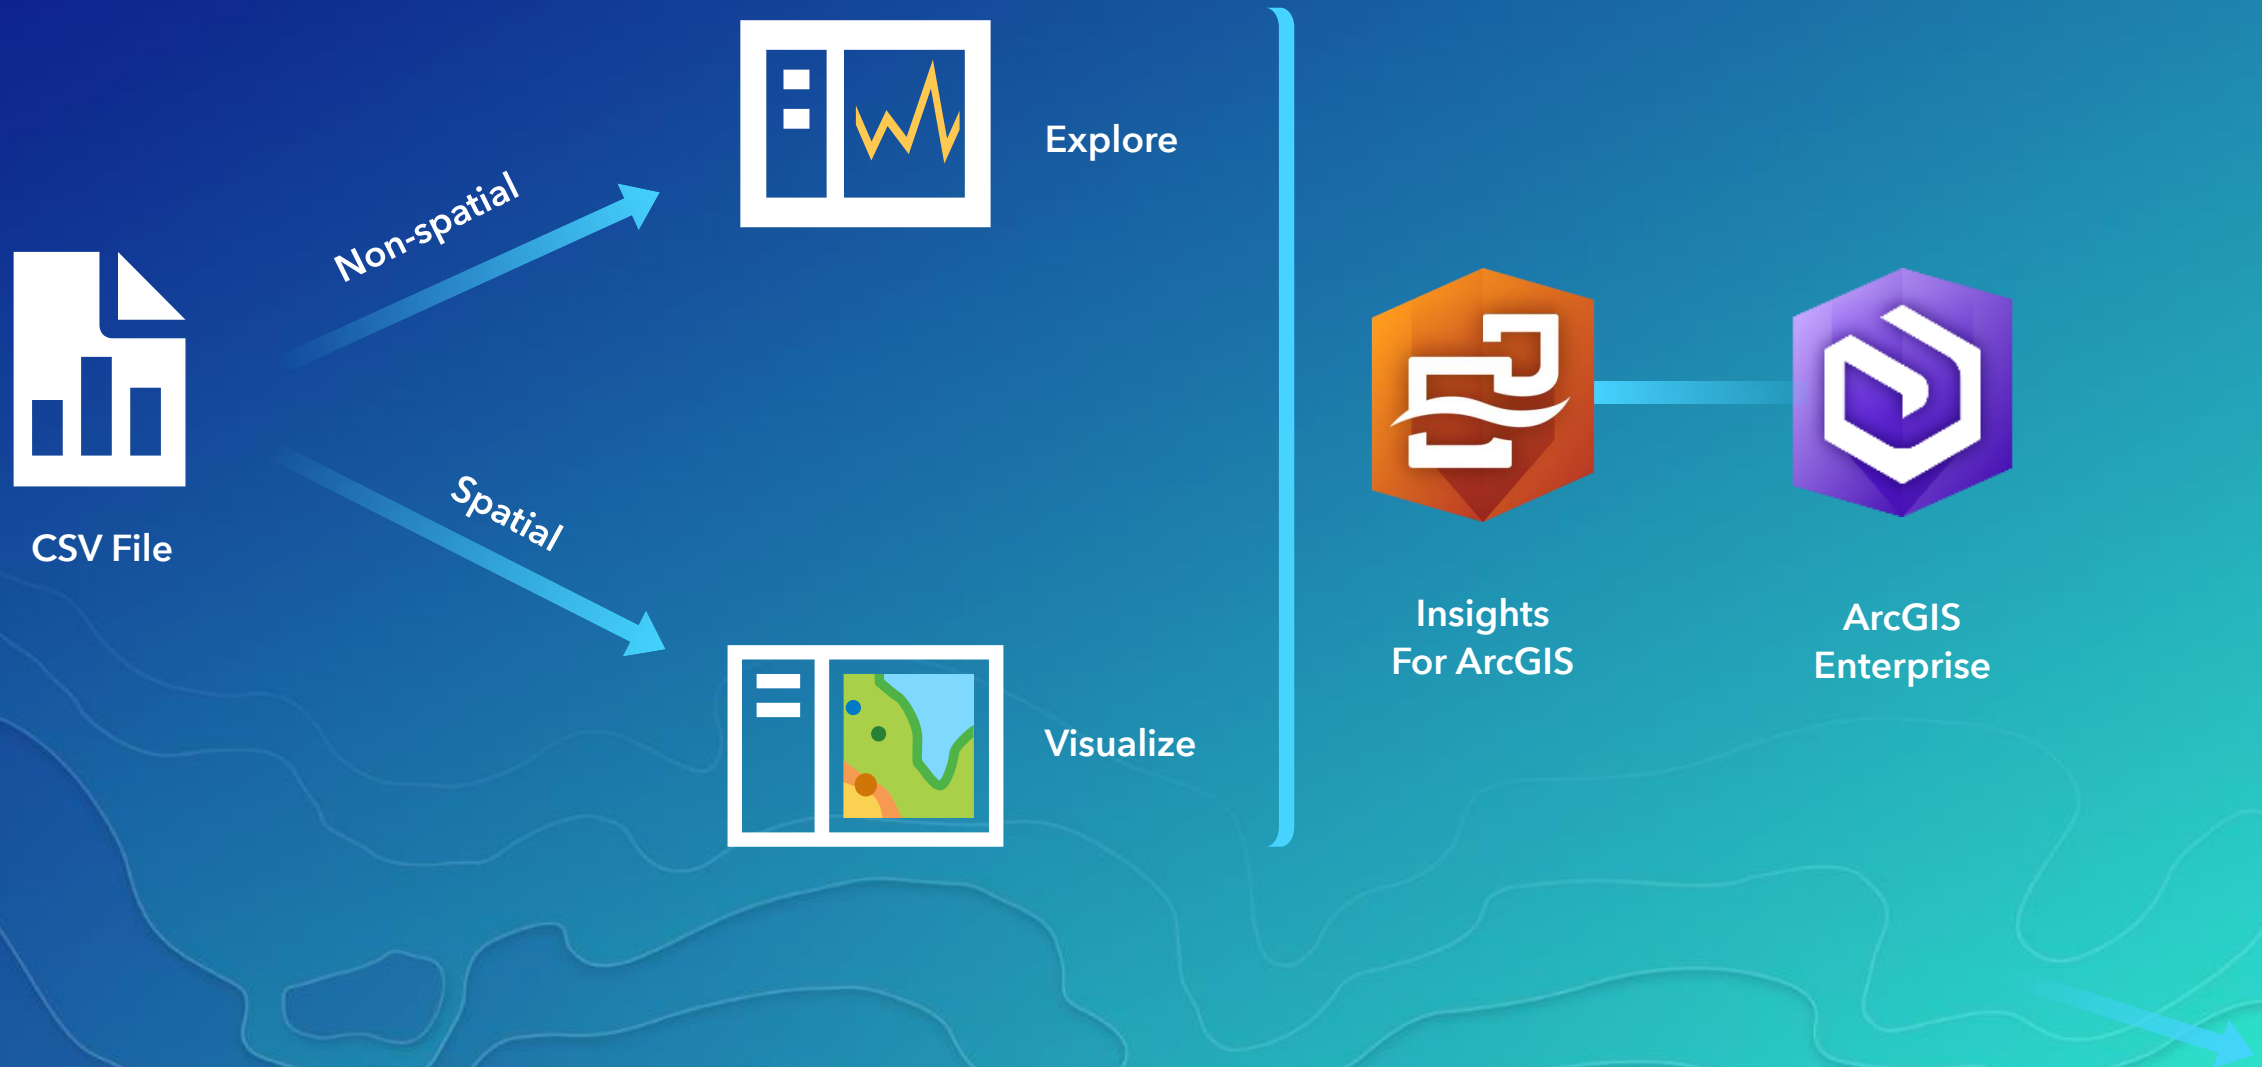 Explore
Non-spatial
CSV File
Spatial
Visualize
Insights
For ArcGIS
ArcGIS
Enterprise